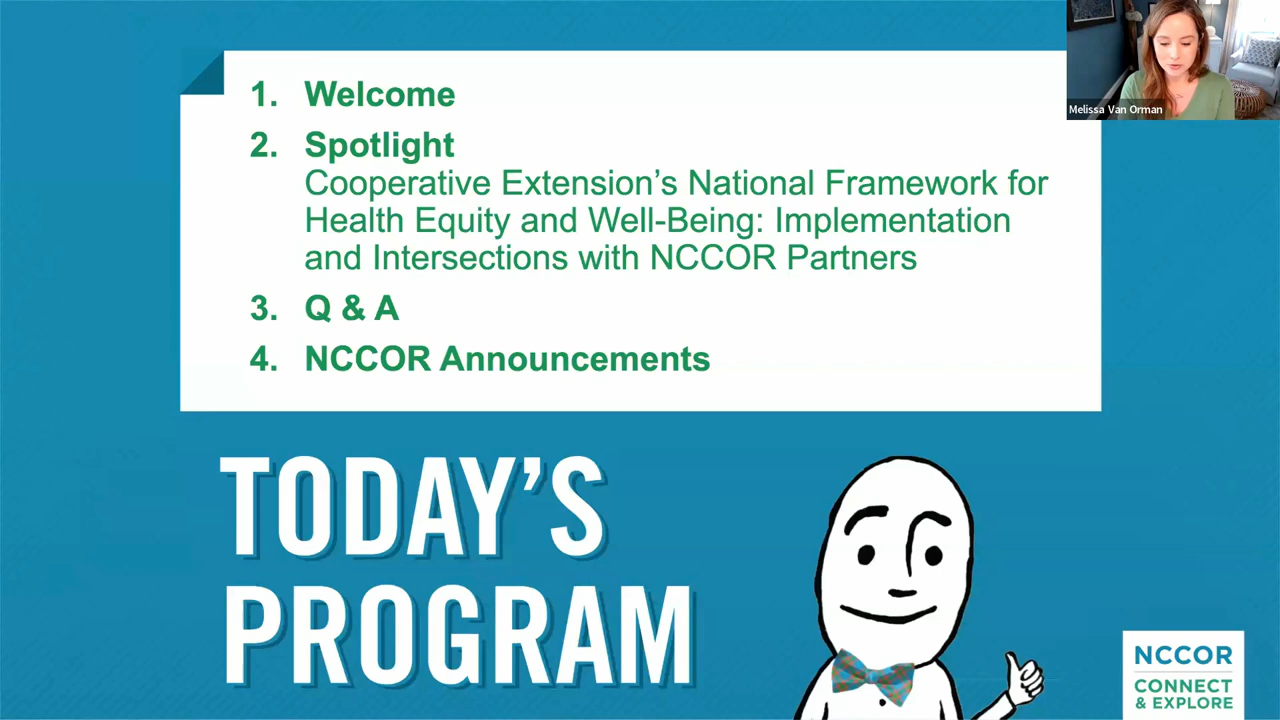 1. Welcome
2. Spotlight
Cooperative Extension's National Framework for
Health Equity and Well-Being: Implementation
and Intersections with NCCOR Partners
3. Q & A
4. NCCOR Announcements
Melissa Van Orman
TODAY'S
PROGRAM
NCCOR
CONNECT
& EXPLORE